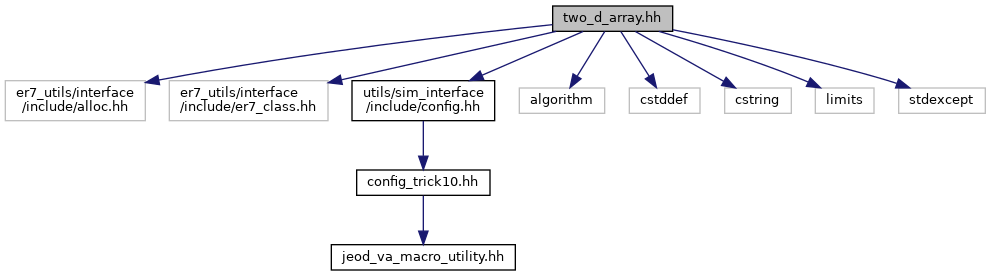 two_d_array.hh
er7_utils/interface
/include/alloc.hh
er7_utils/interface
/include/er7_class.hh
utils/sim_interface
/include/config.hh
algorithm
cstddef
cstring
limits
stdexcept
config_trick10.hh
jeod_va_macro_utility.hh